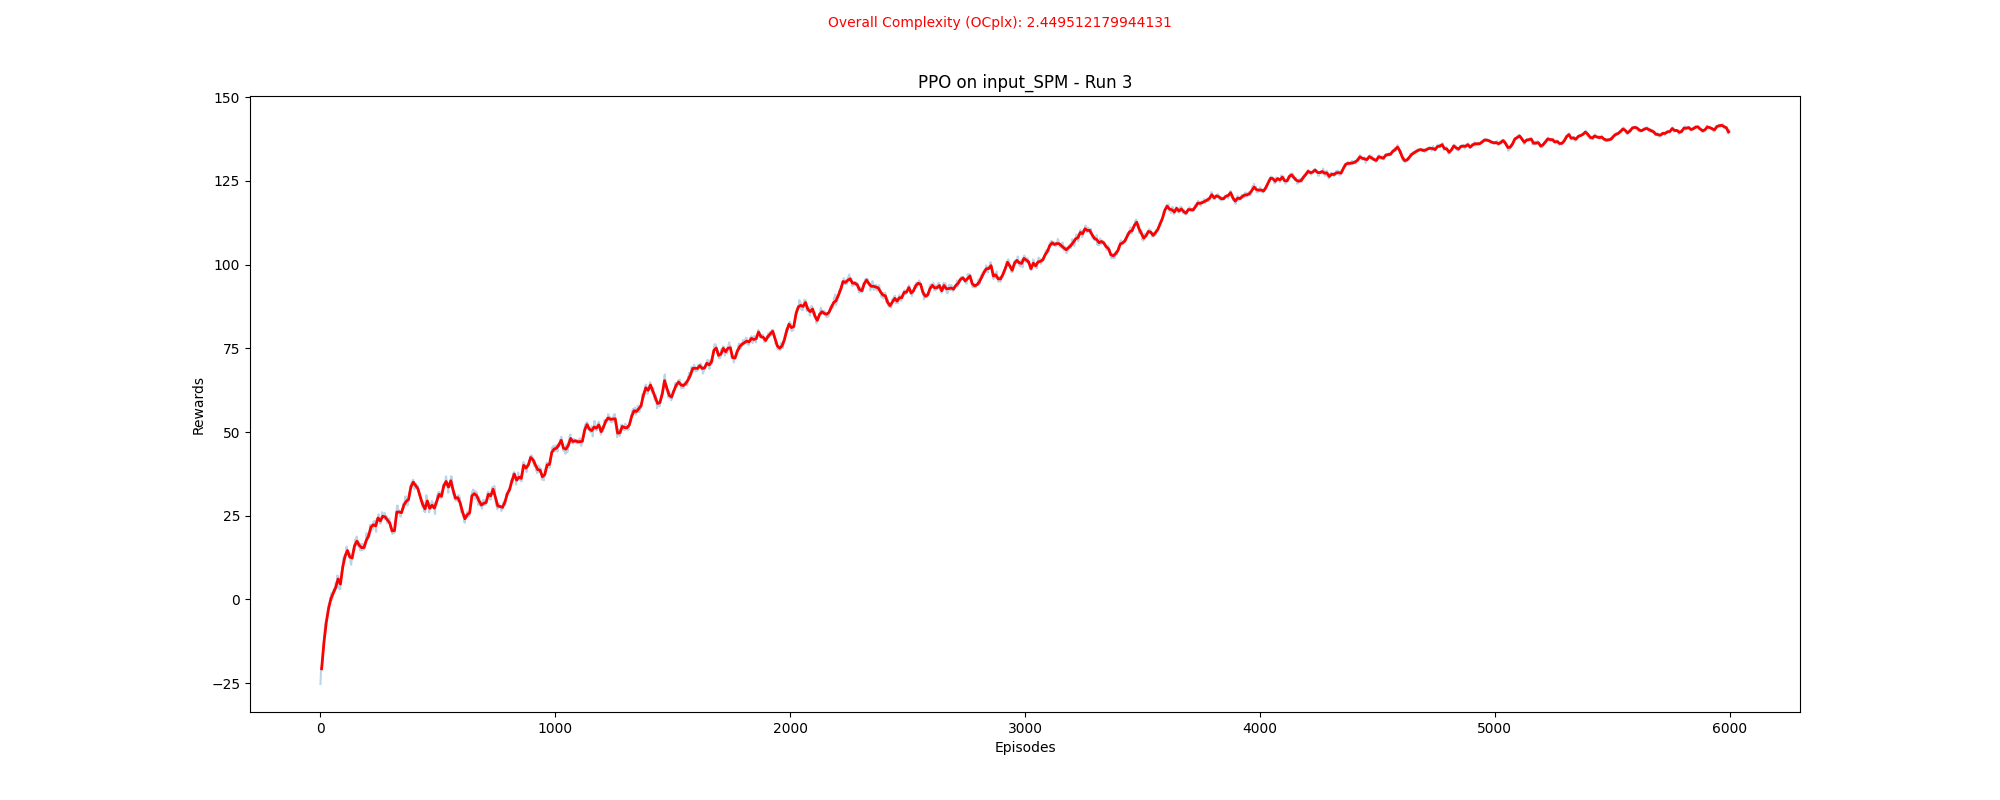 Overall Complexity (OCplx): 2.449512179944131
PPO on input_SPM - Run 3
150
125
100
75
50
25
0
−25
Rewards
0 1000 2000 3000 4000 5000 6000
Episodes